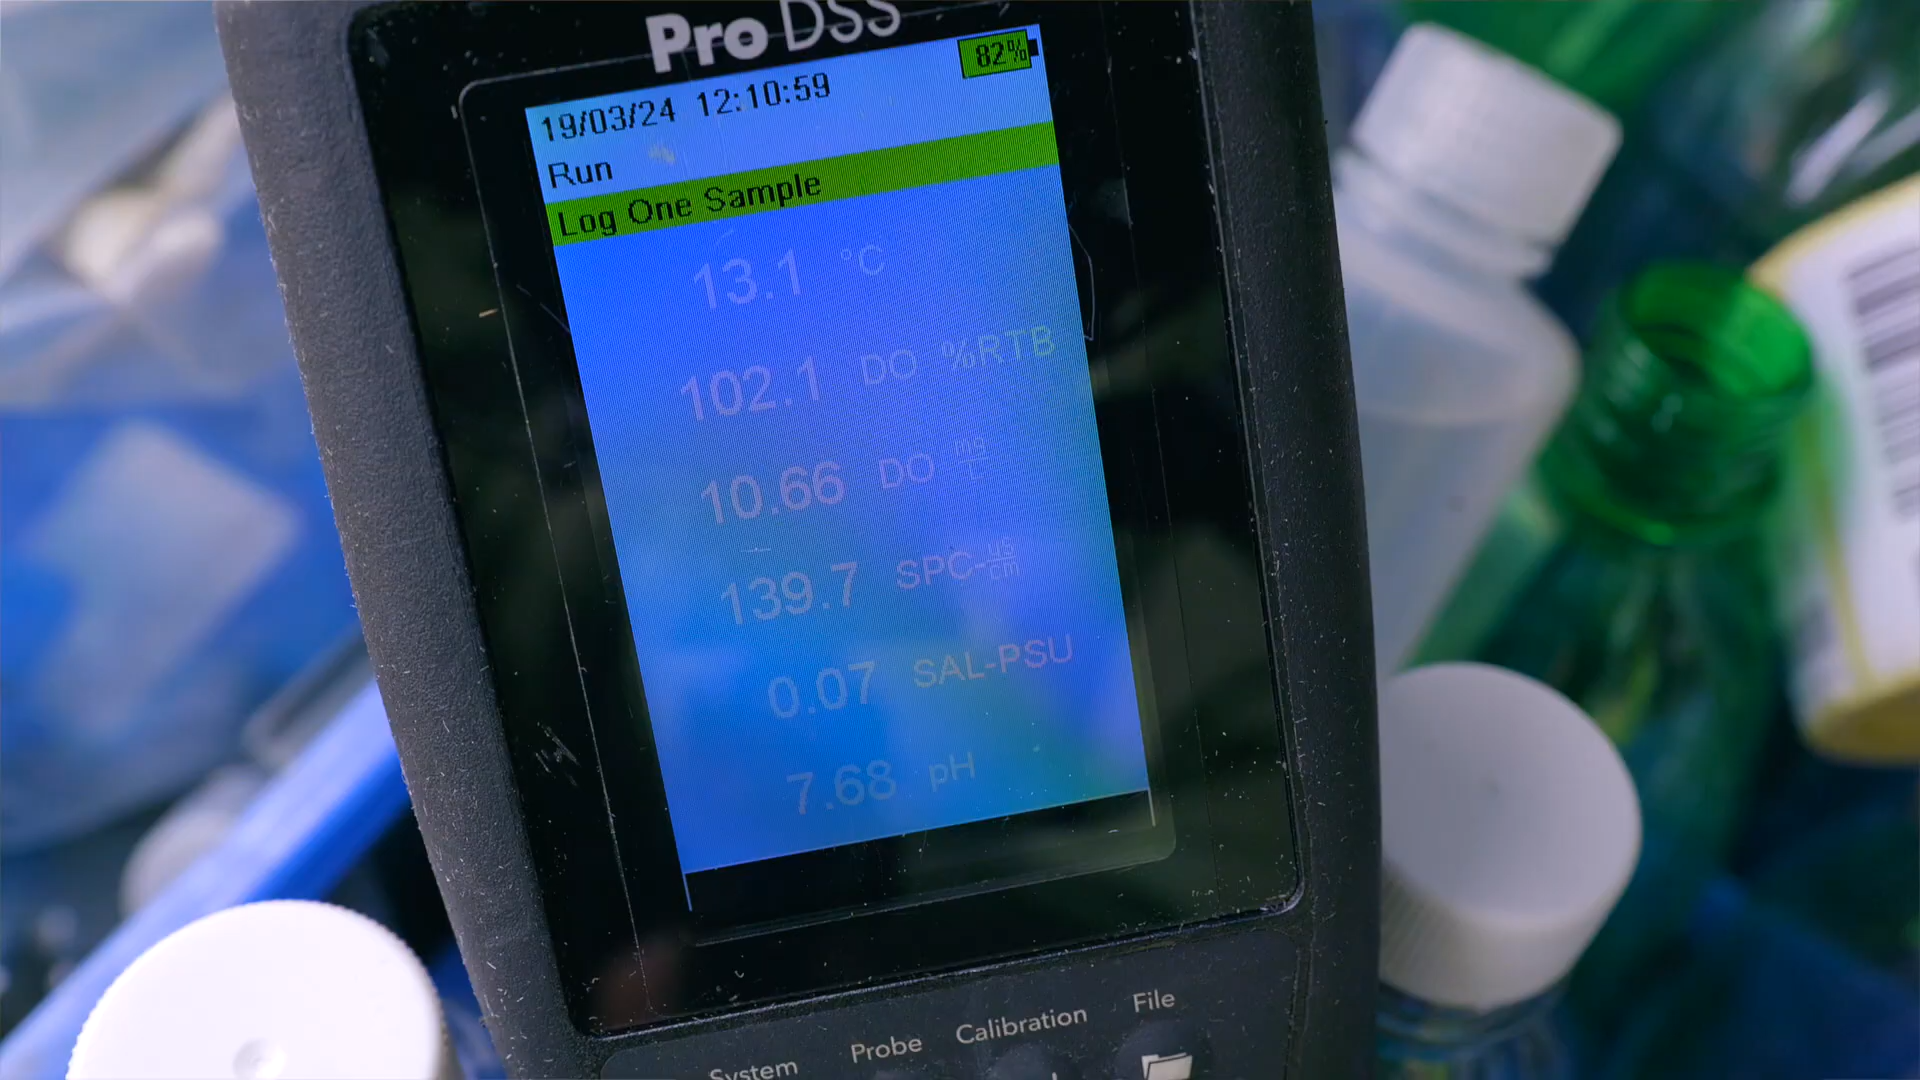 Pro DSS
82%
19/03/24 12:10:59
Run
Log One Sample
13.1 °C
102.1 DO %RTB
10.66 DO mg/L
139.7 SPC-uS/cm
0.07 SAL-PSU
7.68 pH
System Probe Calibration File